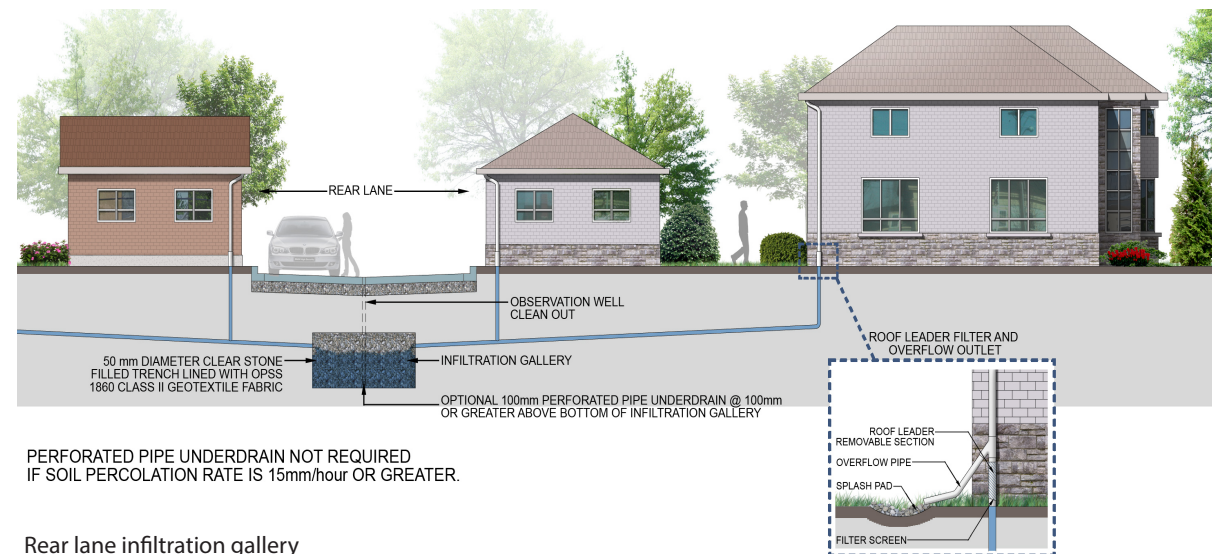 REAR LANE
OBSERVATION WELL
CLEAN OUT
50 mm DIAMETER CLEAR STONE
FILLED TRENCH LINED WITH OPSS
1860 CLASS II GEOTEXTILE FABRIC
INFILTRATION GALLERY
OPTIONAL 100mm PERFORATED PIPE UNDERDRAIN @ 100mm
OR GREATER ABOVE BOTTOM OF INFILTRATION GALLERY
ROOF LEADER FILTER AND
OVERFLOW OUTLET
ROOF LEADER
REMOVABLE SECTION
OVERFLOW PIPE
SPLASH PAD
FILTER SCREEN
PERFORATED PIPE UNDERDRAIN NOT REQUIRED
IF SOIL PERCOLATION RATE IS 15mm/hour OR GREATER.
Rear lane infiltration gallery